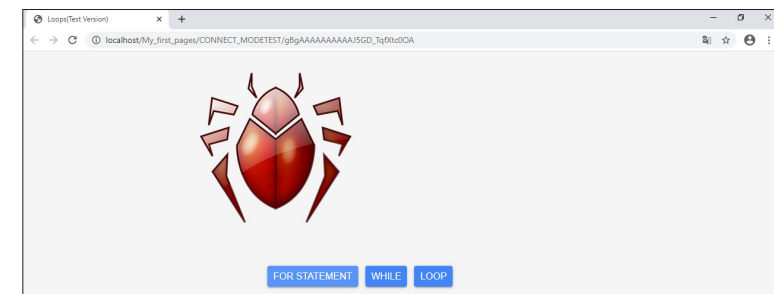 Loops(Test Version)
localhost/My_first_pages/CONNECT_MODETEST/gBgAAAAAAAAAJ5GD_TqfXtc0OA
FOR STATEMENT WHILE LOOP